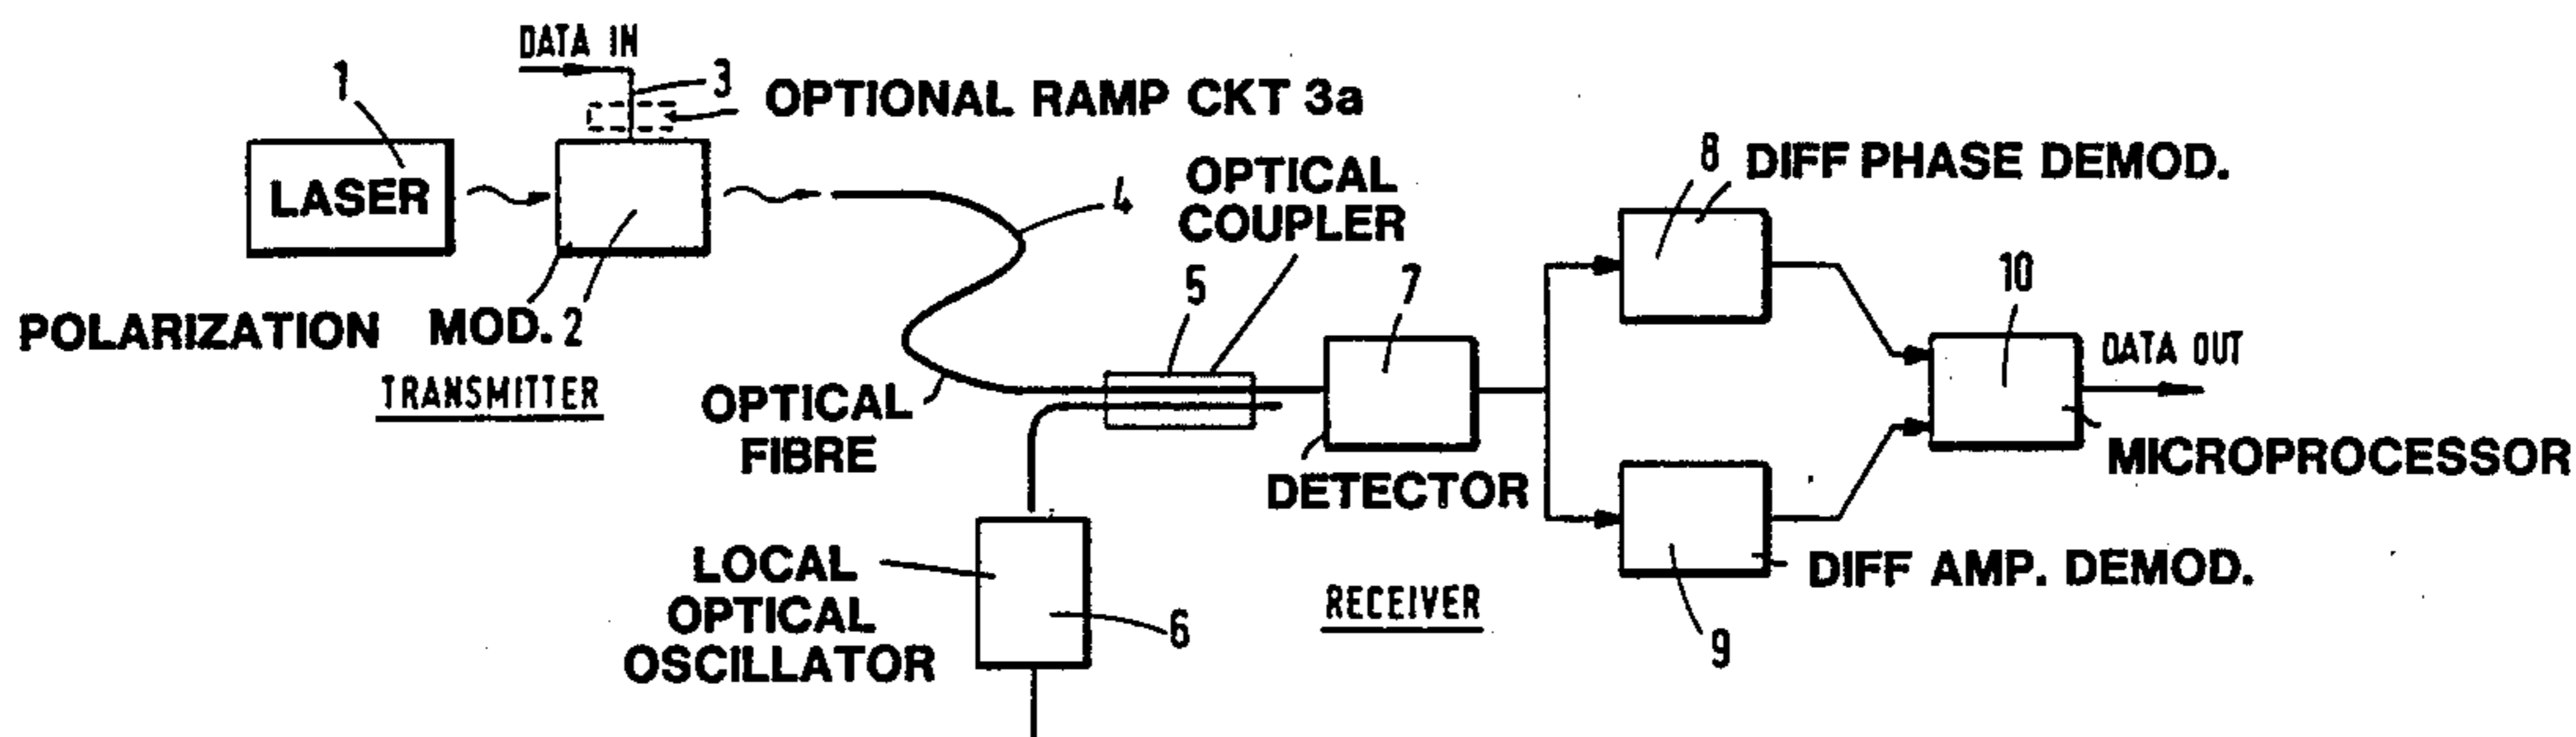 DATA IN
3
OPTIONAL RAMP CKT 3a
1
LASER
POLARIZATION MOD. 2
TRANSMITTER
4
OPTICAL
COUPLER
5
OPTICAL
FIBRE
7
DETECTOR
LOCAL
OPTICAL
OSCILLATOR
6
8
DIFF PHASE DEMOD.
10
DATA OUT
MICROPROCESSOR
DIFF AMP. DEMOD.
9
RECEIVER